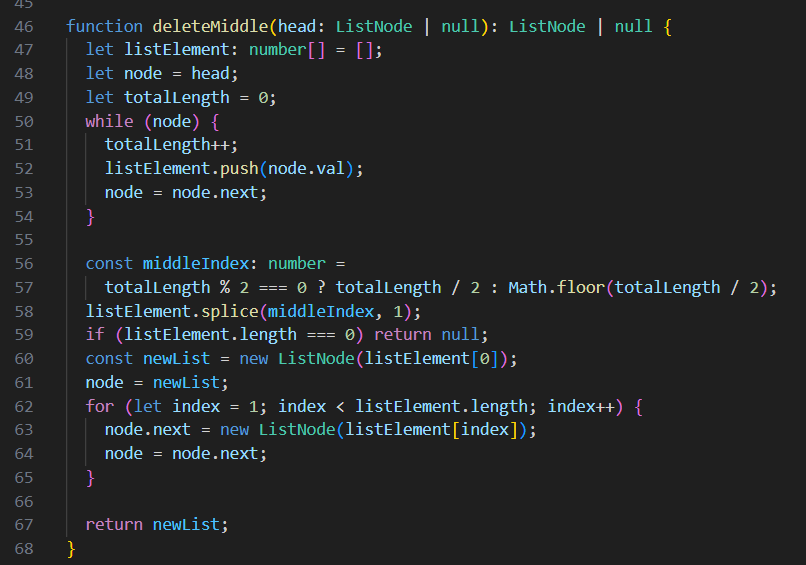 45
46 function deleteMiddle(head: ListNode | null): ListNode | null {
47   let listElement: number[] = [];
48   let node = head;
49   let totalLength = 0;
50   while (node) {
51     totalLength++;
52     listElement.push(node.val);
53     node = node.next;
54   }
55
56   const middleIndex: number =
57     totalLength % 2 === 0 ? totalLength / 2 : Math.floor(totalLength / 2);
58   listElement.splice(middleIndex, 1);
59   if (listElement.length === 0) return null;
60   const newList = new ListNode(listElement[0]);
61   node = newList;
62   for (let index = 1; index < listElement.length; index++) {
63     node.next = new ListNode(listElement[index]);
64     node = node.next;
65   }
66
67   return newList;
68 }